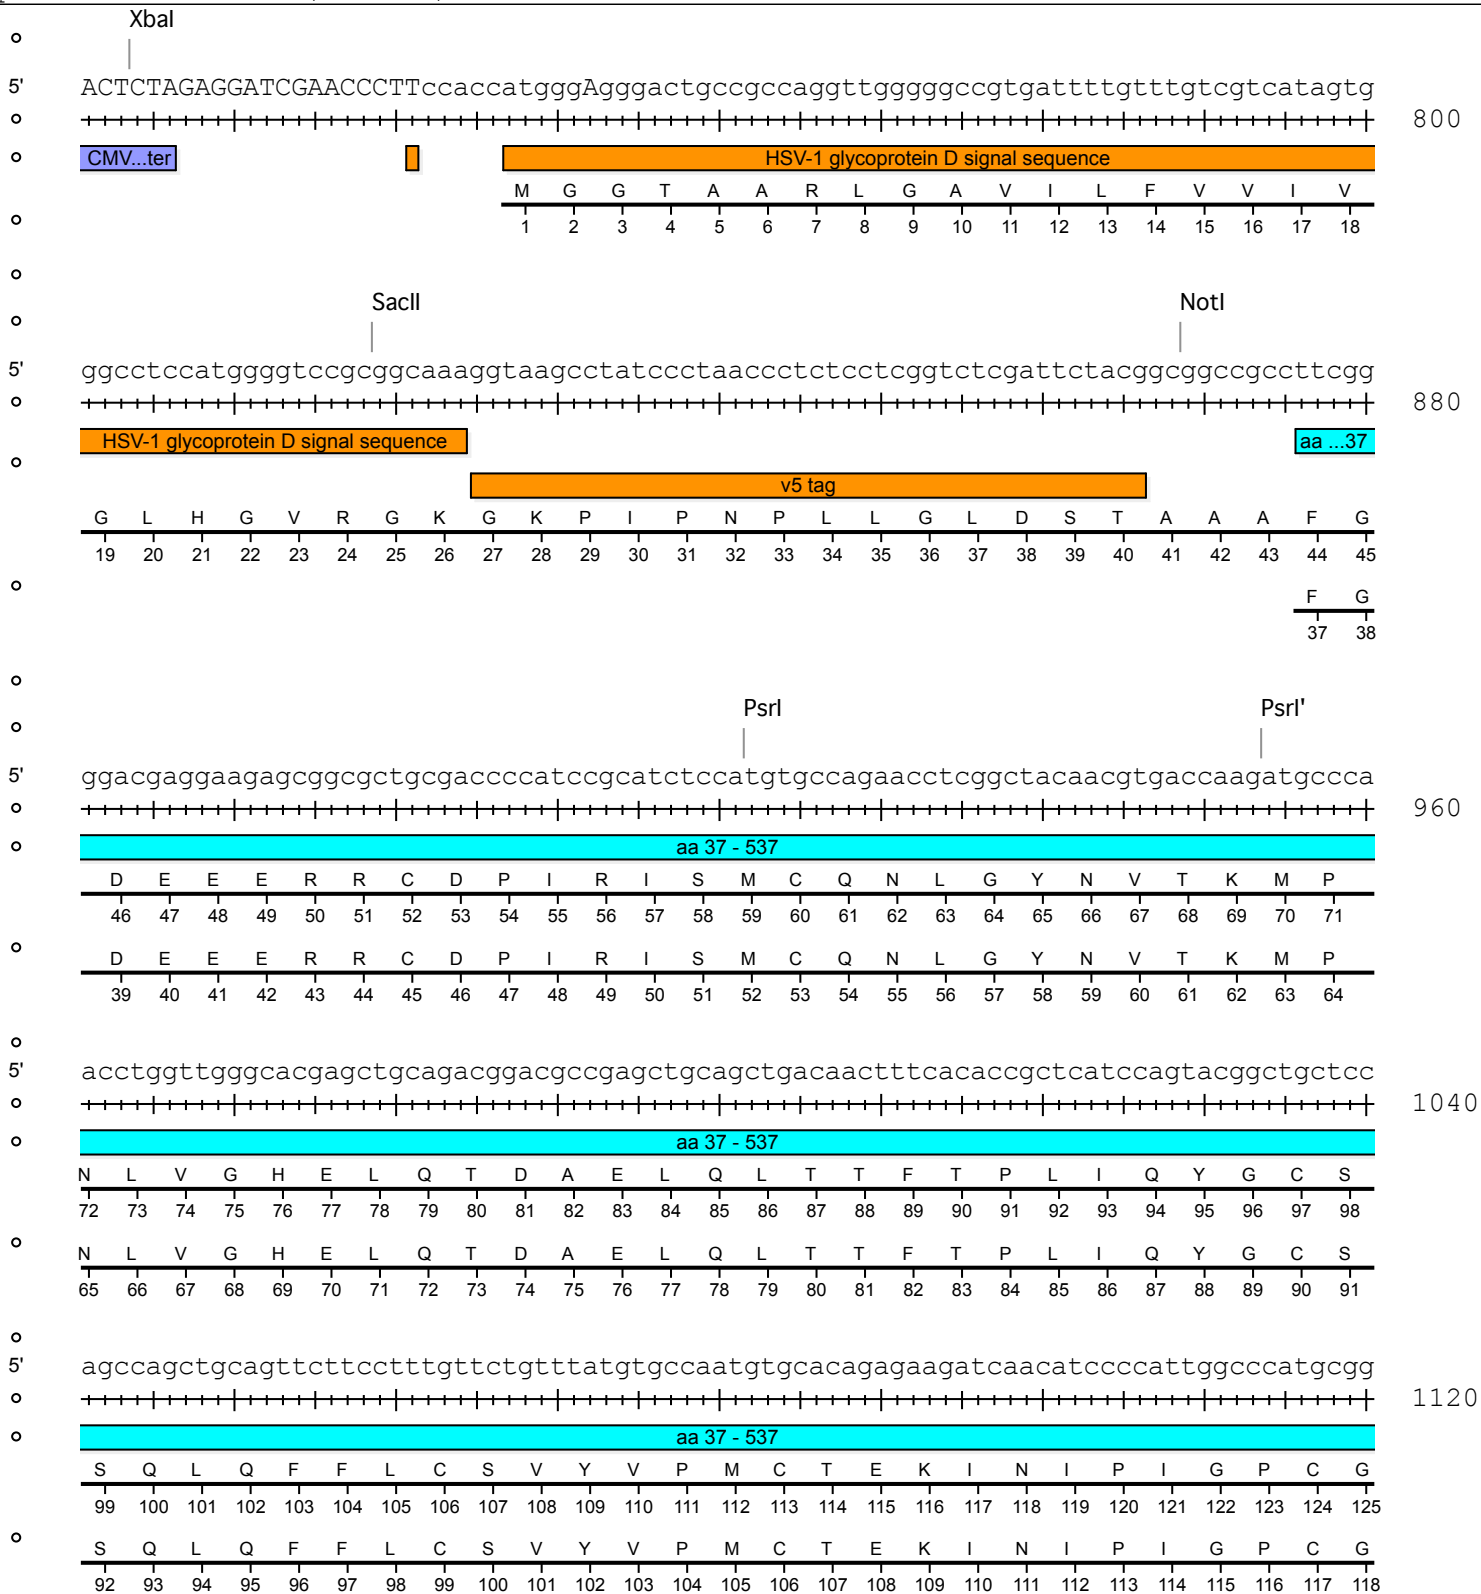 XbaI
5' ACTCTAGAGGATCGAACCCTTccaccatgggAgggactgccgccaggttgggggccgtgattttgtttgtcgtcatagtg
800
CMV...ter HSV-1 glycoprotein D signal sequence
M G G T A A R L G A V I L F V V I V
1 2 3 4 5 6 7 8 9 10 11 12 13 14 15 16 17 18
SacII NotI
5' ggcctccatggggtccgcggcaaaggtaagcctatccctaaccctctcctcggtctcgattctacggcggccgccttcgg
880
HSV-1 glycoprotein D signal sequence aa ...37
v5 tag
G L H G V R G K G K P I P N P L L G L D S T A A A F G
19 20 21 22 23 24 25 26 27 28 29 30 31 32 33 34 35 36 37 38 39 40 41 42 43 44 45
F G
37 38
PsrI PsrI'
5' ggacgaggaagagcggcgctgcgaccccatccgcatctccatgtgccagaacctcggctacaacgtgaccaagatgccca
960
aa 37 - 537
D E E E R R C D P I R I S M C Q N L G Y N V T K M P
46 47 48 49 50 51 52 53 54 55 56 57 58 59 60 61 62 63 64 65 66 67 68 69 70 71
D E E E R R C D P I R I S M C Q N L G Y N V T K M P
39 40 41 42 43 44 45 46 47 48 49 50 51 52 53 54 55 56 57 58 59 60 61 62 63 64
5' acctggttgggcacgagctgcagacggacgccgagctgcagctgacaactttcacaccgctcatccagtacggctgctcc
1040
aa 37 - 537
N L V G H E L Q T D A E L Q L T T F T P L I Q Y G C S
72 73 74 75 76 77 78 79 80 81 82 83 84 85 86 87 88 89 90 91 92 93 94 95 96 97 98
N L V G H E L Q T D A E L Q L T T F T P L I Q Y G C S
65 66 67 68 69 70 71 72 73 74 75 76 77 78 79 80 81 82 83 84 85 86 87 88 89 90 91
5' agccagctgcagttcttcctttgttctgtttatgtgccaatgtgcacagagaagatcaacatccccattggcccatgcgg
1120
aa 37 - 537
S Q L Q F F L C S V Y V P M C T E K I N I P I G P C G
99 100 101 102 103 104 105 106 107 108 109 110 111 112 113 114 115 116 117 118 119 120 121 122 123 124 125
S Q L Q F F L C S V Y V P M C T E K I N I P I G P C G
92 93 94 95 96 97 98 99 100 101 102 103 104 105 106 107 108 109 110 111 112 113 114 115 116 117 118